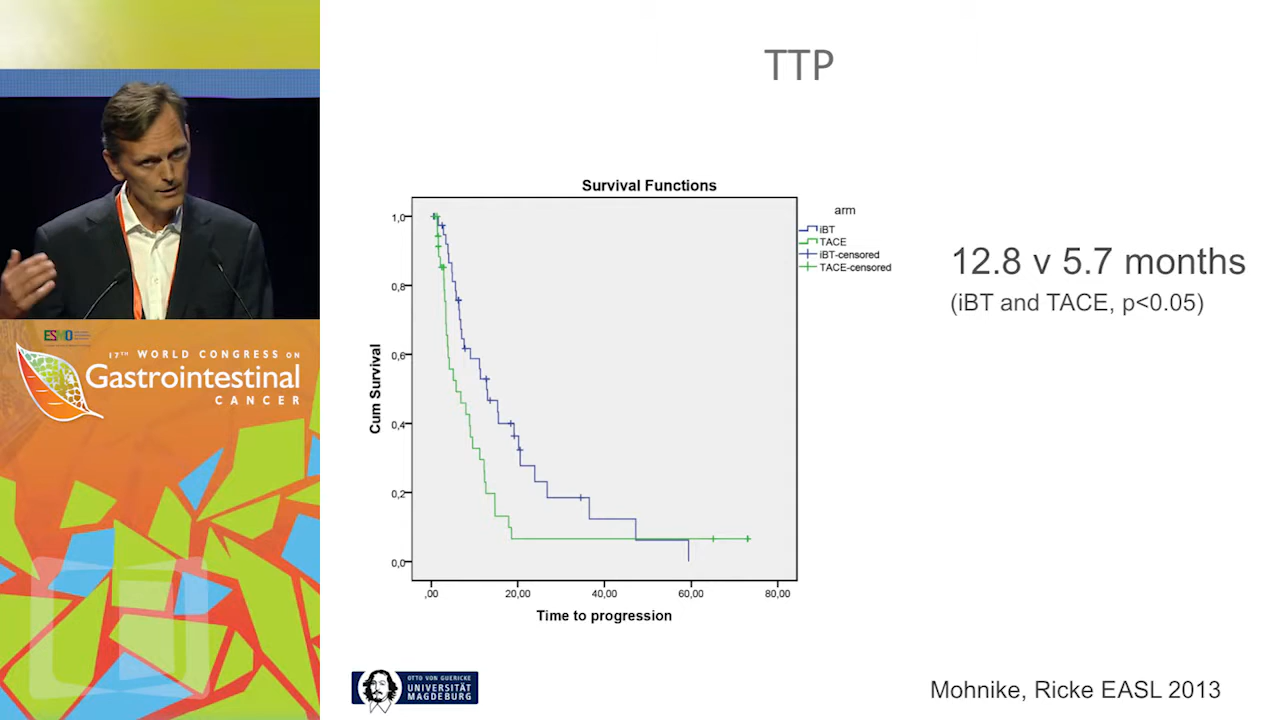 TTP
Survival Functions
arm
iBT
TACE
iBT-censored
TACE-censored
Cum Survival
1,0
0,8
0,6
0,4
0,2
0,0
,00
20,00
40,00
60,00
80,00
Time to progression
12.8 v 5.7 months
(iBT and TACE, p<0.05)
ESMO
17TH WORLD CONGRESS ON
Gastrointestinal
CANCER
OTTO VON GUERICKE
UNIVERSITÄT
MAGDEBURG
Mohnike, Ricke EASL 2013